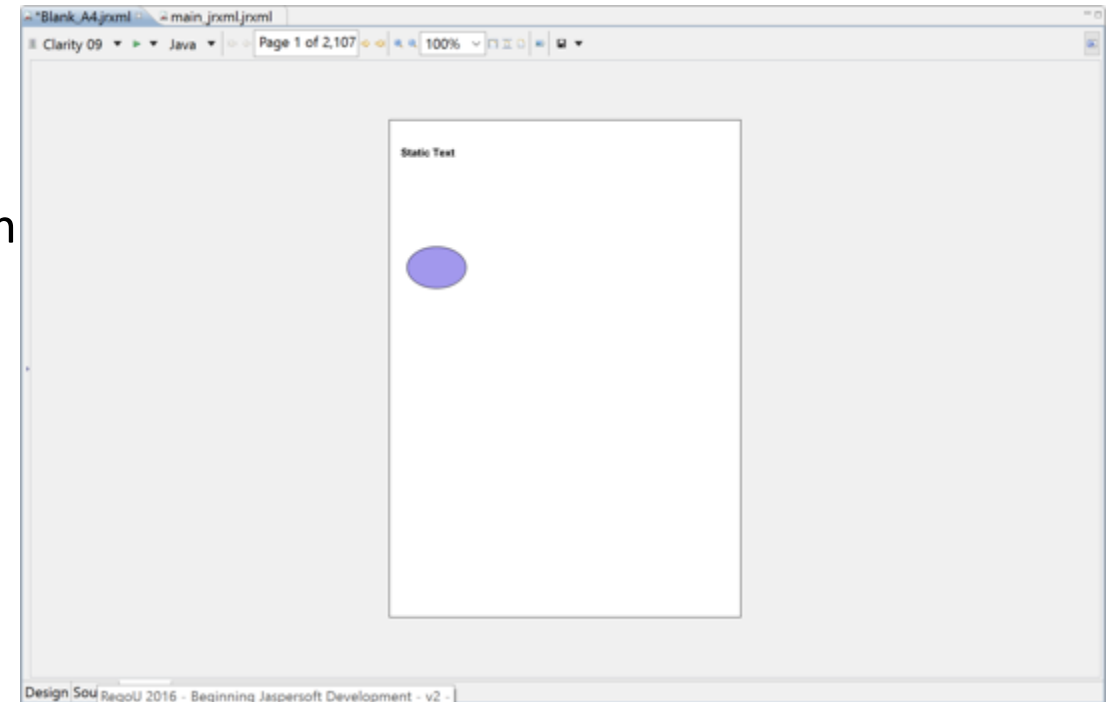 *Blank_A4.jrxml main_jrxml.jrxml
Clarity 09 Java Page 1 of 2,107 100%
Static Text
n
Design Sou RegoU 2016 - Beginning Jaspersoft Development - v2 -